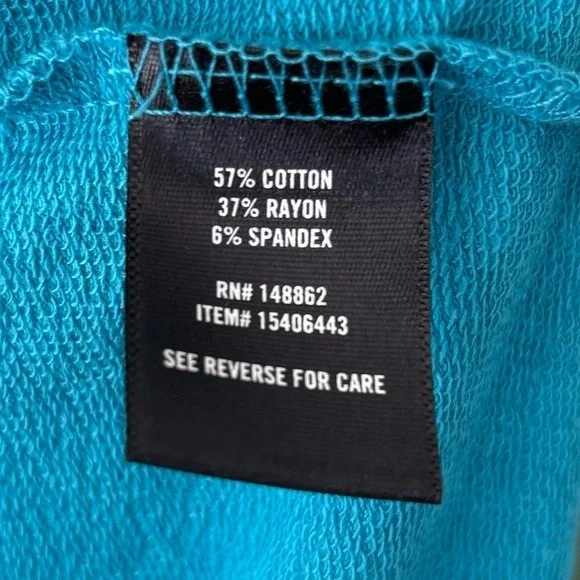 57% COTTON
37% RAYON
6% SPANDEX
RN# 148862
ITEM# 15406443
SEE REVERSE FOR CARE